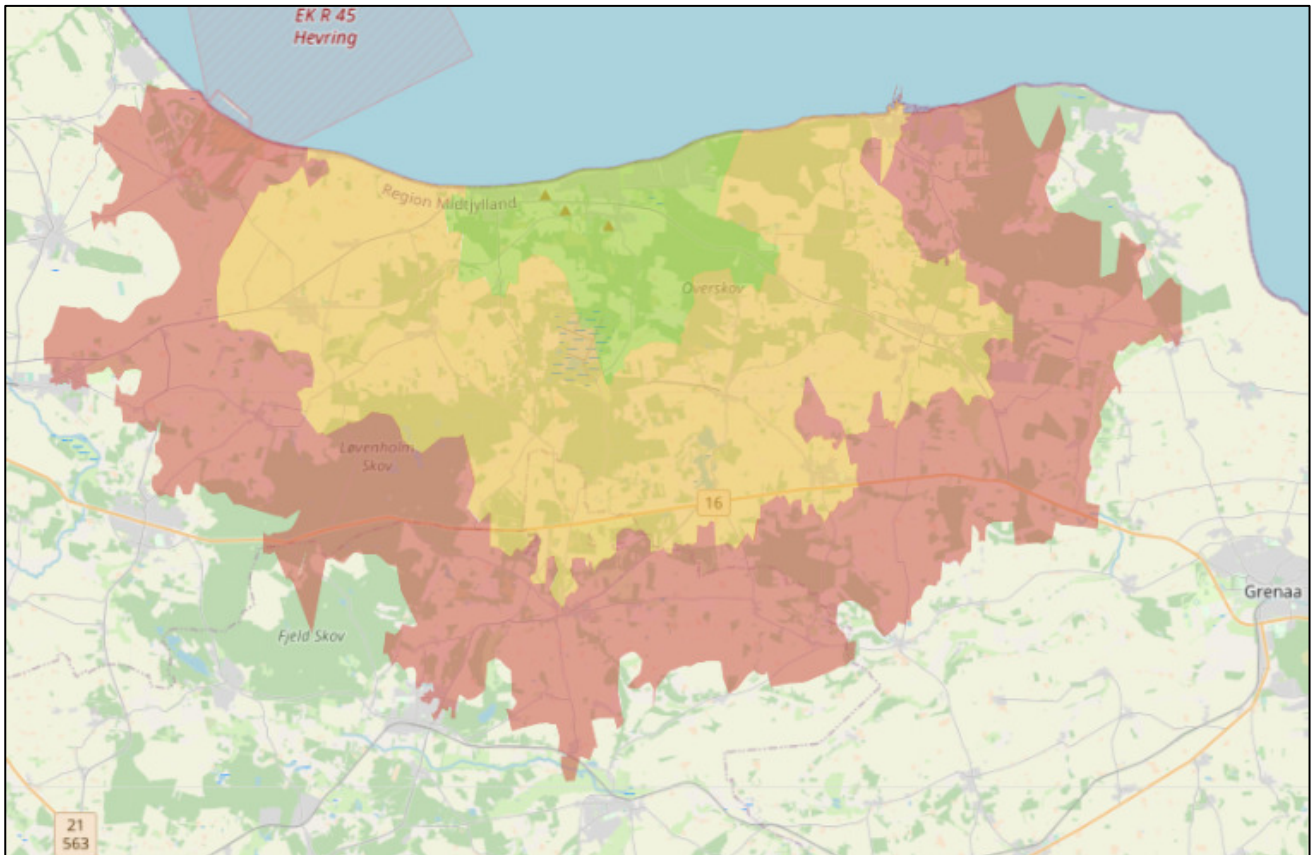 EK R 45
Hevring
Region Midtjylland
Overskov
Løvenholm
Skov
16
Grenaa
Fjeld Skov
21
563